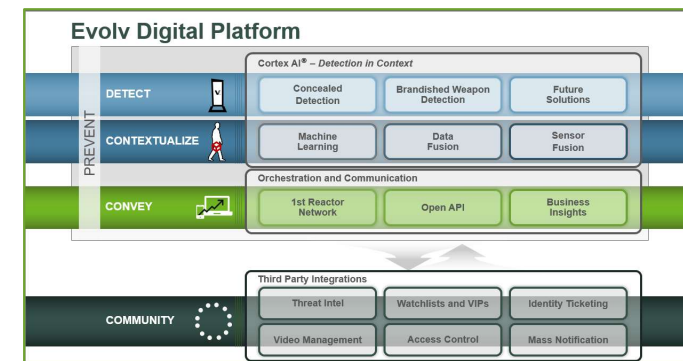 Evolv Digital Platform
Cortex AI® – Detection in Context
PREVENT
DETECT
Concealed
Detection
Brandished Weapon
Detection
Future
Solutions
CONTEXTUALIZE
Machine
Learning
Data
Fusion
Sensor
Fusion
Orchestration and Communication
CONVEY
1st Reactor
Network
Open API
Business
Insights
Third Party Integrations
COMMUNITY
Threat Intel
Watchlists and VIPs
Identity Ticketing
Video Management
Access Control
Mass Notification